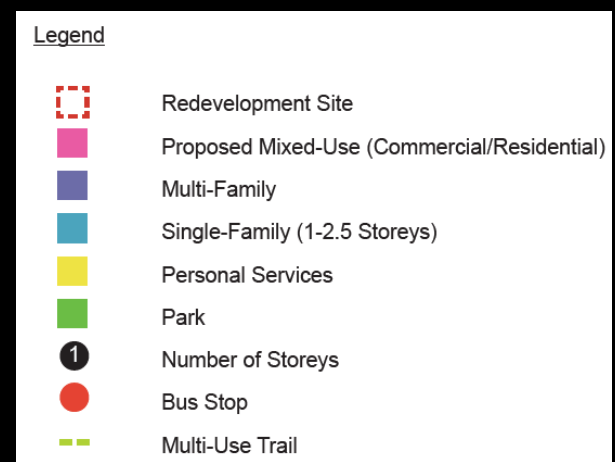 Legend
Redevelopment Site
Proposed Mixed-Use (Commercial/Residential)
Multi-Family
Single-Family (1-2.5 Storeys)
Personal Services
Park
1 Number of Storeys
Bus Stop
Multi-Use Trail